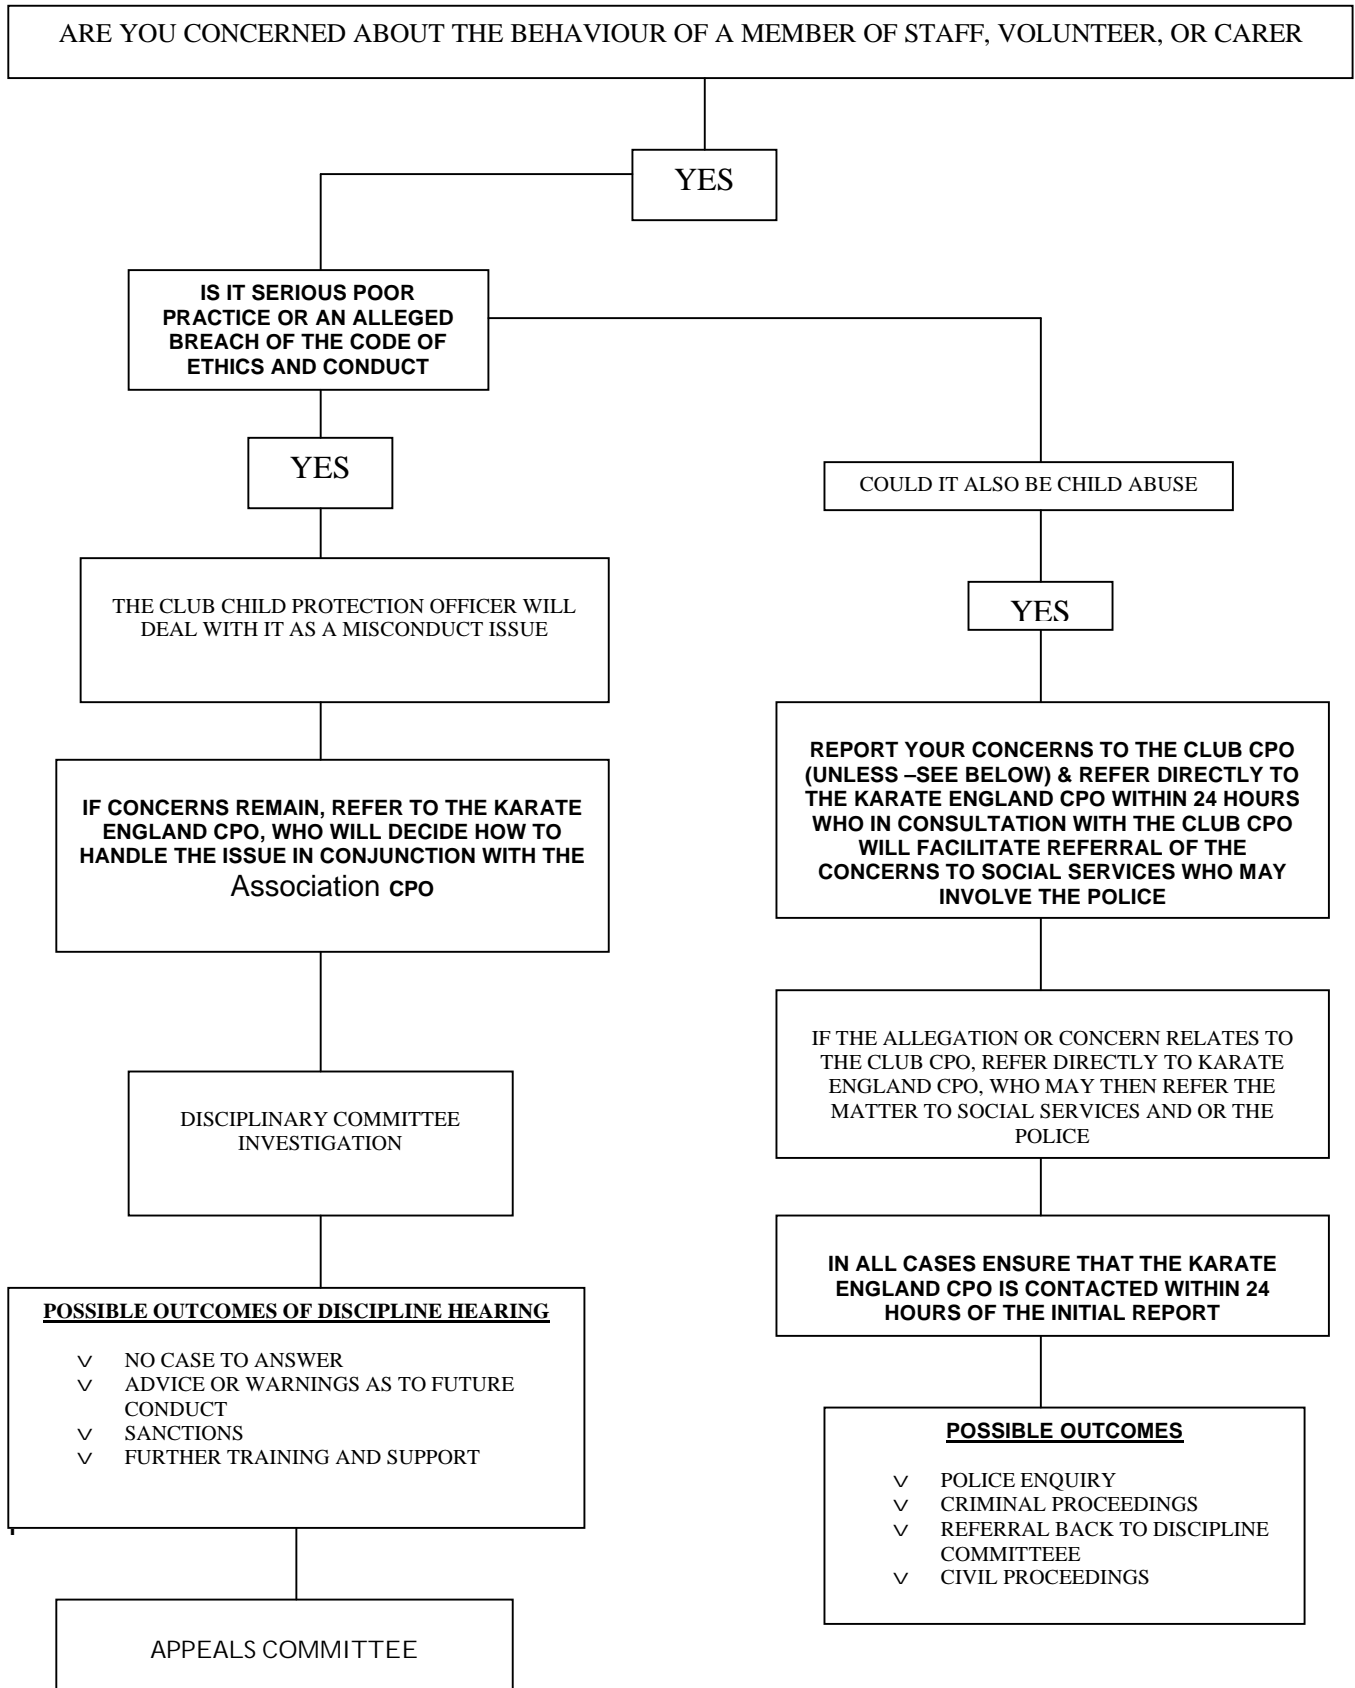 ARE YOU CONCERNED ABOUT THE BEHAVIOUR OF A MEMBER OF STAFF, VOLUNTEER, OR CARER
YES
IS IT SERIOUS POOR
PRACTICE OR AN ALLEGED
BREACH OF THE CODE OF
ETHICS AND CONDUCT
YES
THE CLUB CHILD PROTECTION OFFICER WILL
DEAL WITH IT AS A MISCONDUCT ISSUE
IF CONCERNS REMAIN, REFER TO THE KARATE
ENGLAND CPO, WHO WILL DECIDE HOW TO
HANDLE THE ISSUE IN CONJUNCTION WITH THE
Association CPO
DISCIPLINARY COMMITTEE
INVESTIGATION
POSSIBLE OUTCOMES OF DISCIPLINE HEARING
v NO CASE TO ANSWER
v ADVICE OR WARNINGS AS TO FUTURE
CONDUCT
v SANCTIONS
v FURTHER TRAINING AND SUPPORT
APPEALS COMMITTEE
COULD IT ALSO BE CHILD ABUSE
YES
REPORT YOUR CONCERNS TO THE CLUB CPO
(UNLESS –SEE BELOW) & REFER DIRECTLY TO
THE KARATE ENGLAND CPO WITHIN 24 HOURS
WHO IN CONSULTATION WITH THE CLUB CPO
WILL FACILITATE REFERRAL OF THE
CONCERNS TO SOCIAL SERVICES WHO MAY
INVOLVE THE POLICE
IF THE ALLEGATION OR CONCERN RELATES TO
THE CLUB CPO, REFER DIRECTLY TO KARATE
ENGLAND CPO, WHO MAY THEN REFER THE
MATTER TO SOCIAL SERVICES AND OR THE
POLICE
IN ALL CASES ENSURE THAT THE KARATE
ENGLAND CPO IS CONTACTED WITHIN 24
HOURS OF THE INITIAL REPORT
POSSIBLE OUTCOMES
v POLICE ENQUIRY
v CRIMINAL PROCEEDINGS
v REFERRAL BACK TO DISCIPLINE
COMMITTEEE
v CIVIL PROCEEDINGS